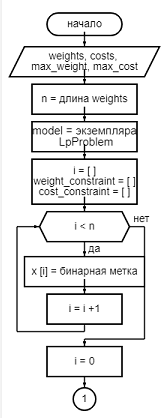 начало
weights, costs,
max_weight, max_cost
n = длина weights
model = экземпляра
LpProblem
i = [ ]
weight_constraint = [ ]
cost_constraint = [ ]
i < n
нет
да
x [i] = бинарная метка
i = i +1
i = 0
1